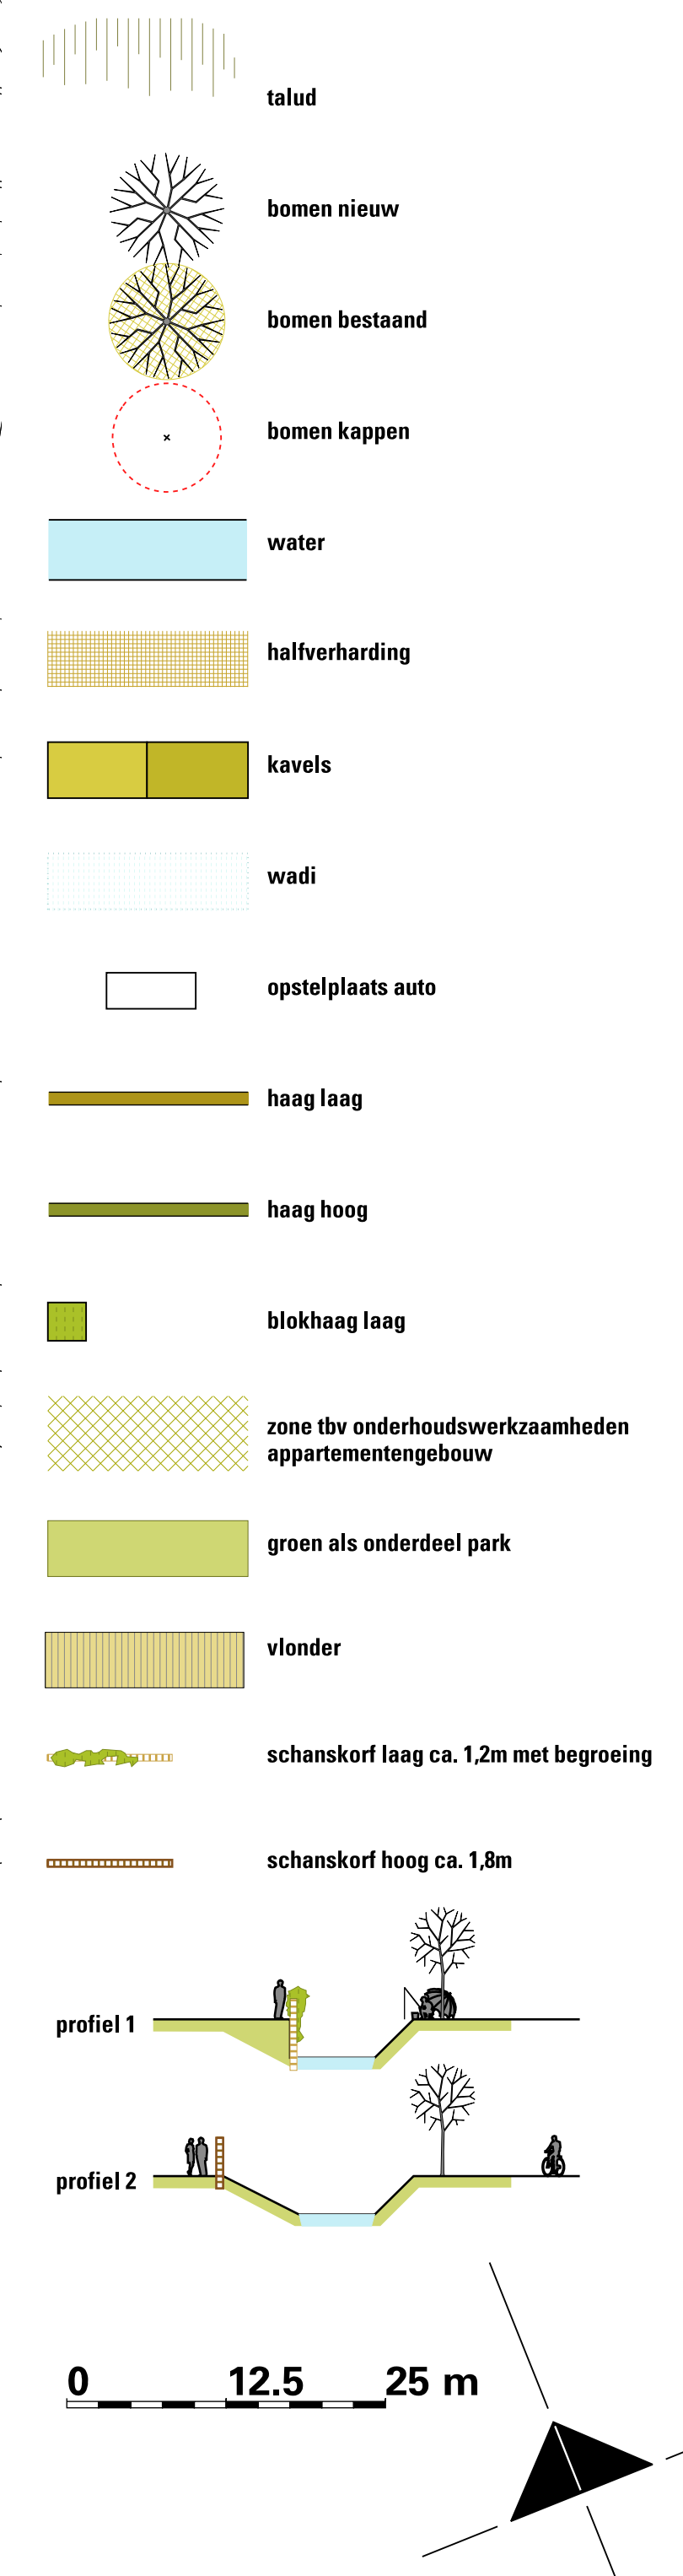 talud
bomen nieuw
bomen bestaand
bomen kappen
water
halfverharding
kavels
wadi
opstelplaats auto
haag laag
haag hoog
blokhaag laag
zone tbv onderhoudswerkzaamheden
appartementengebouw
groen als onderdeel park
vlonder
schanskorf laag ca. 1,2m met begroeing
schanskorf hoog ca. 1,8m
profiel 1
profiel 2
0 12.5 25 m